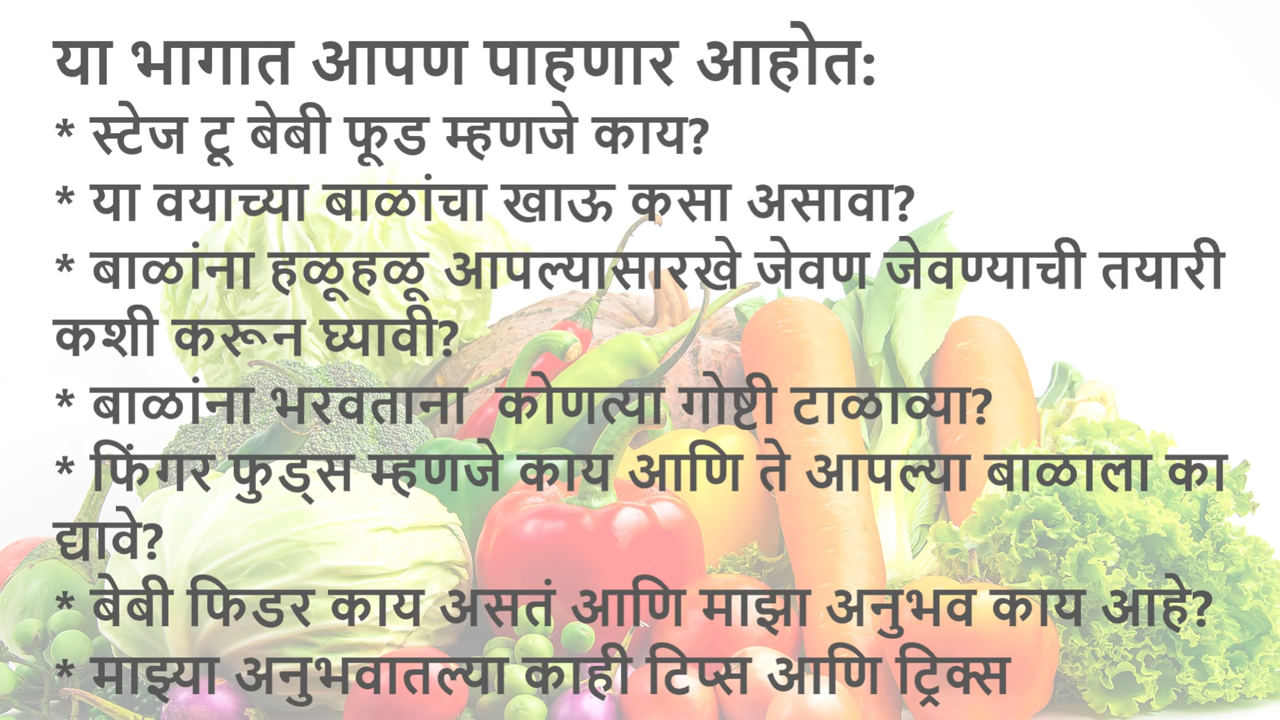 या भागात आपण पाहणार आहोत:
* स्टेज टू बेबी फूड म्हणजे काय?
* या वयाच्या बाळांचा खाऊ कसा असावा?
* बाळांना हळूहळू आपल्यासारखे जेवण जेवण्याची तयारी
कशी करून घ्यावी?
* बाळांना भरवताना कोणत्या गोष्टी टाळाव्या?
* फिंगर फुड्स म्हणजे काय आणि ते आपल्या बाळाला का
द्यावे?
* बेबी फिडर काय असतं आणि माझा अनुभव काय आहे?
* माझ्या अनुभवातल्या काही टिप्स आणि ट्रिक्स